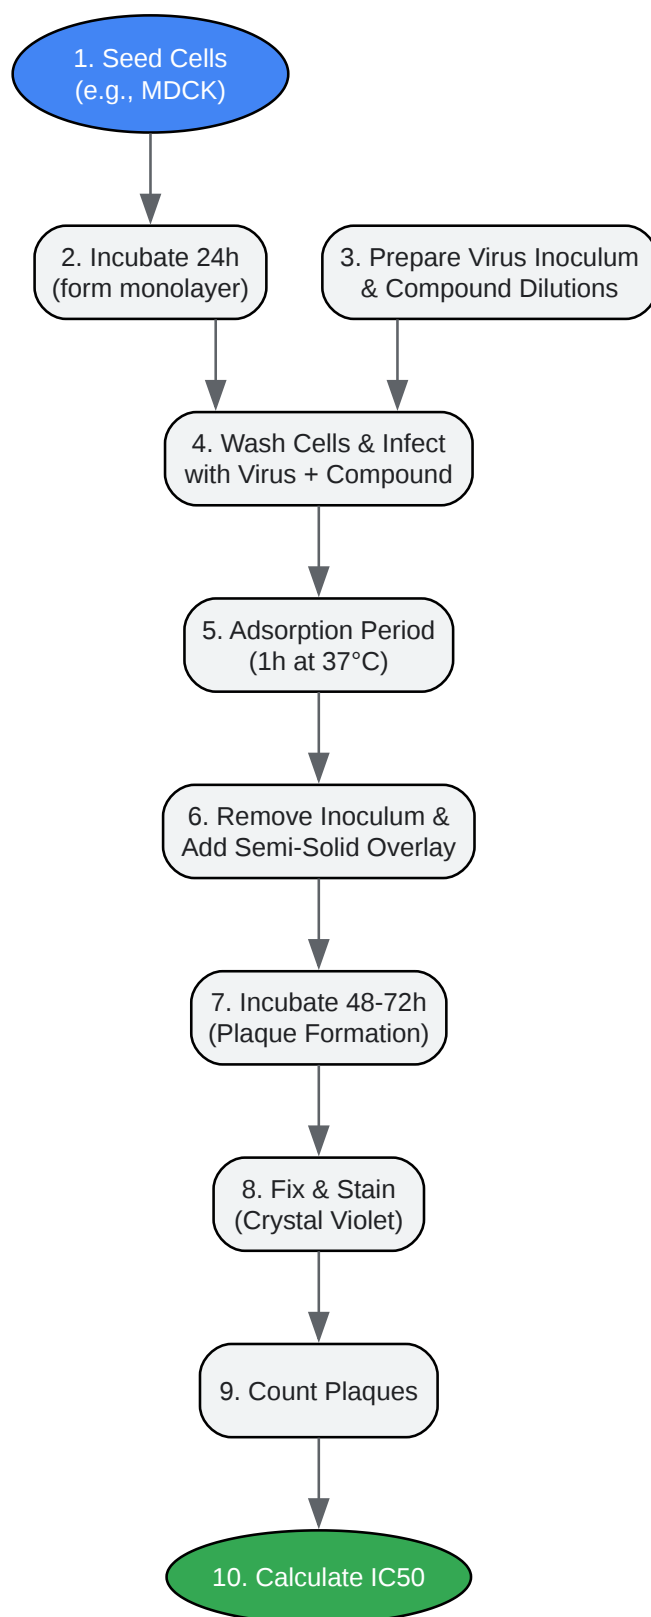 1. Seed Cells
(e.g., MDCK)
2. Incubate 24h
(form monolayer)
3. Prepare Virus Inoculum
& Compound Dilutions
4. Wash Cells & Infect
with Virus + Compound
5. Adsorption Period
(1h at 37°C)
6. Remove Inoculum &
Add Semi-Solid Overlay
7. Incubate 48-72h
(Plaque Formation)
8. Fix & Stain
(Crystal Violet)
9. Count Plaques
10. Calculate IC50